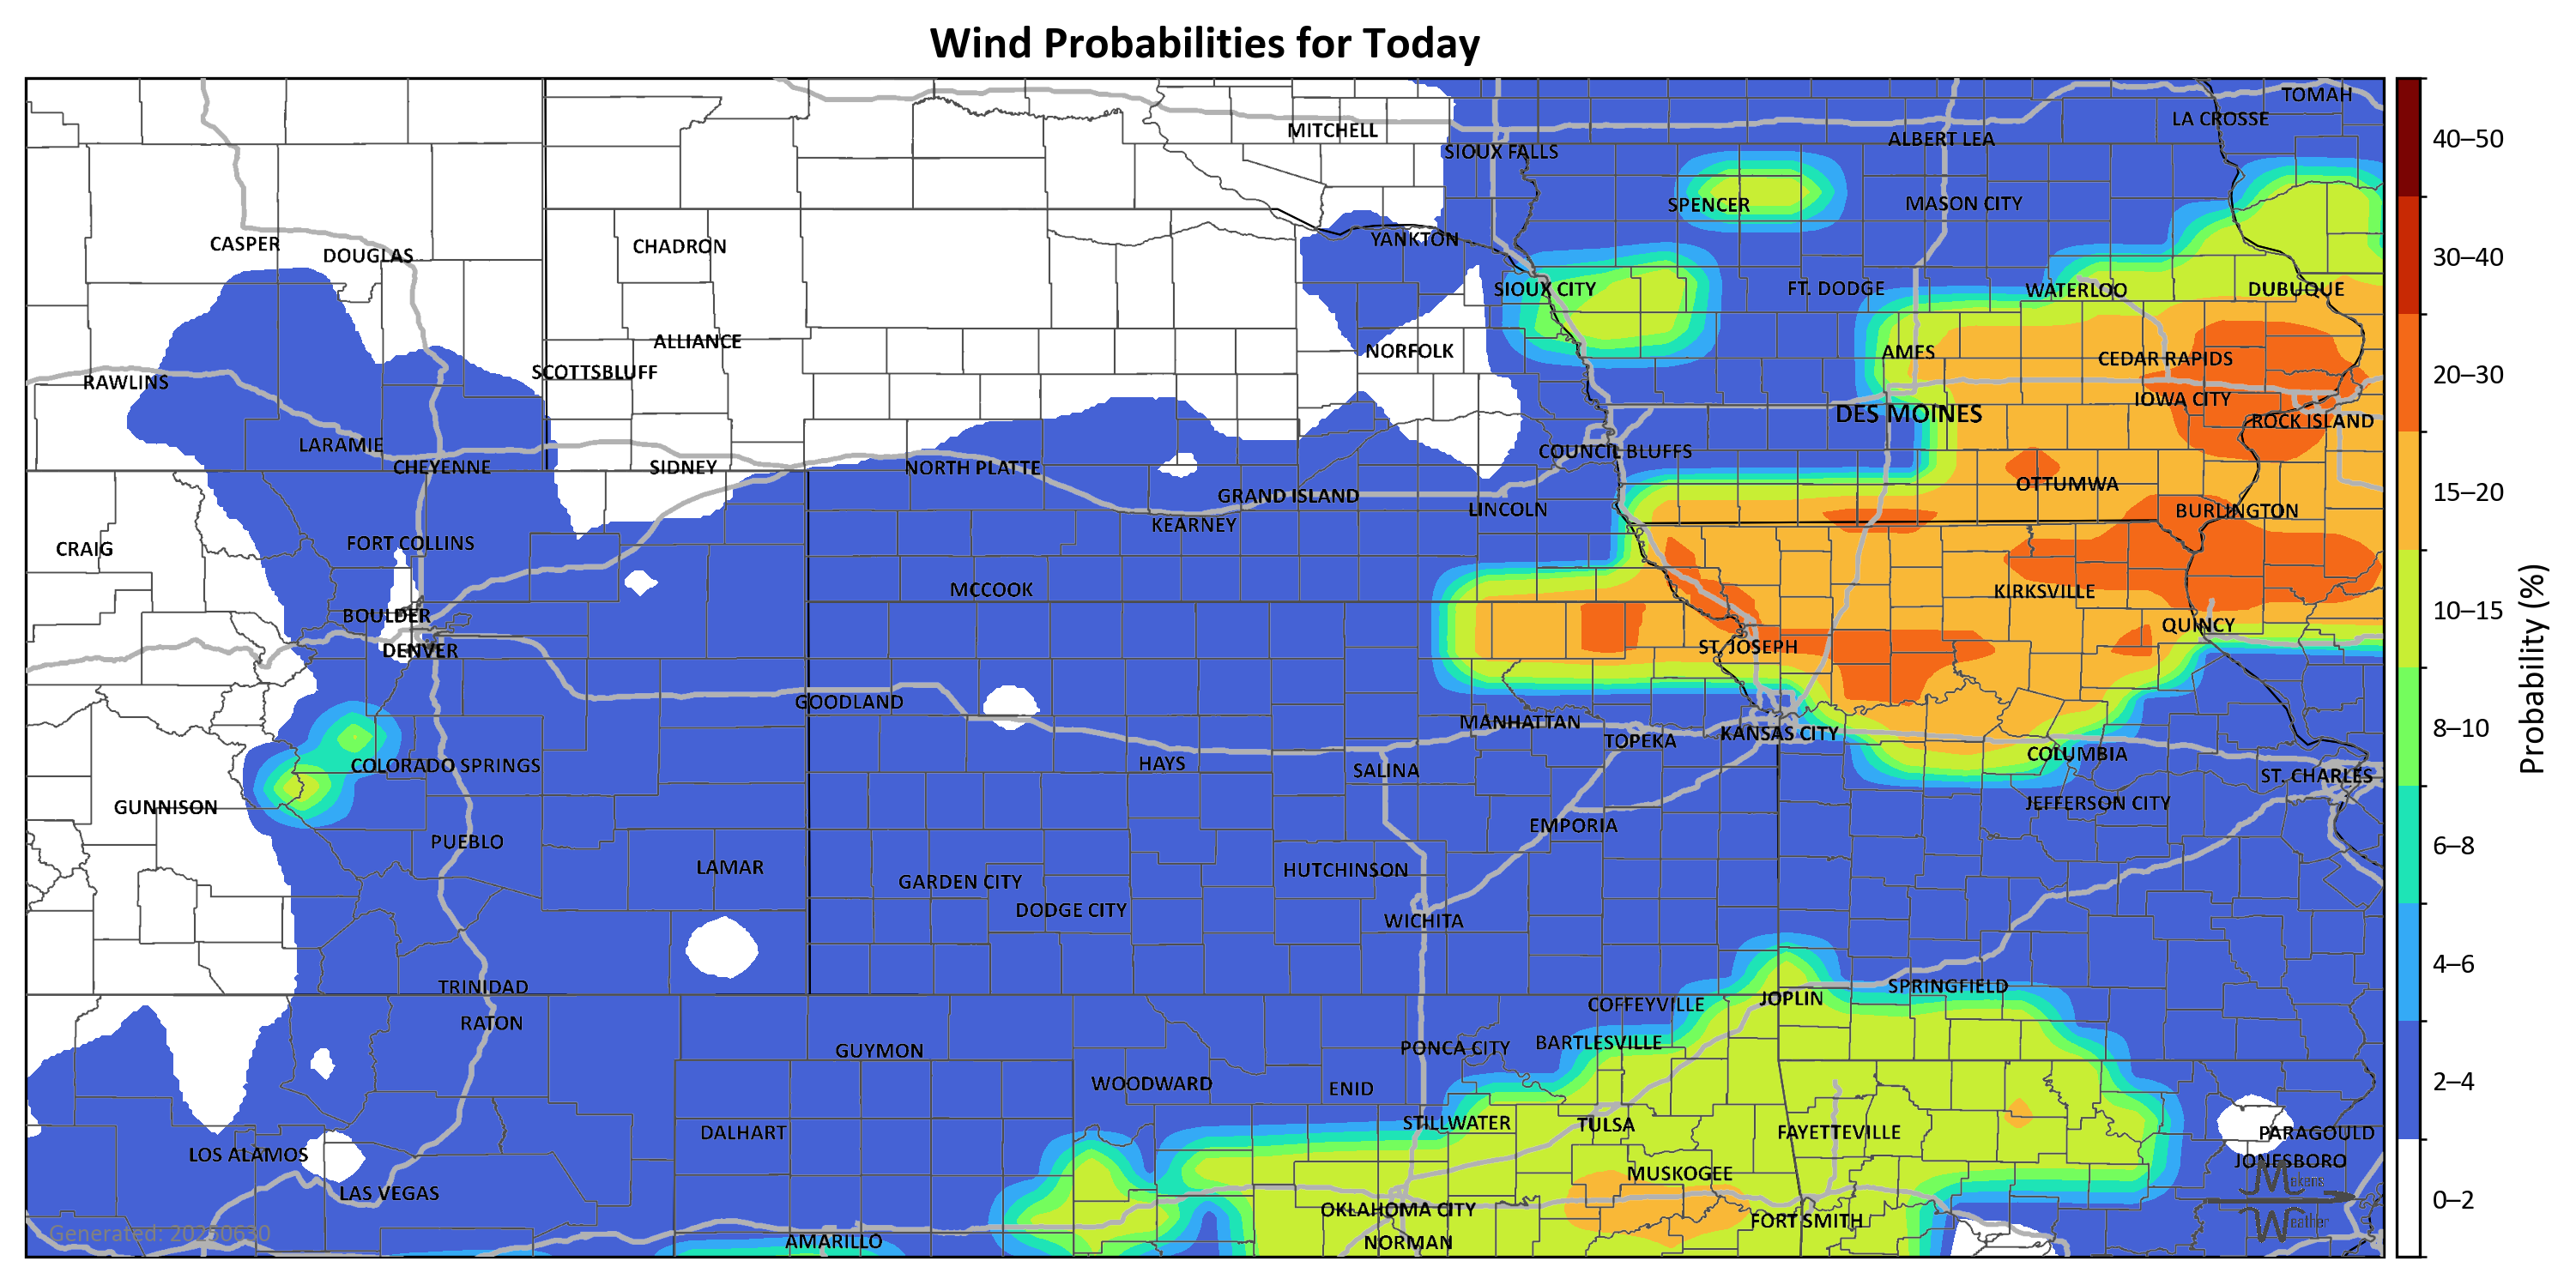 Wind Probabilities for Today
TOMAH
LA CROSSE
MITCHELL
ALBERT LEA
SIOUX FALLS
SPENCER
MASON CITY
YANKTON
CASPER
CHADRON
DOUGLAS
SIOUX CITY
FT. DODGE
WATERLOO
DUBUQUE
ALLIANCE
NORFOLK
AMES
CEDAR RAPIDS
SCOTTSBLUFF
RAWLINS
IOWA CITY
DES MOINES
ROCK ISLAND
LARAMIE
COUNCIL BLUFFS
CHEYENNE
SIDNEY
NORTH PLATTE
OTTUMWA
GRAND ISLAND
LINCOLN
BURLINGTON
KEARNEY
FORT COLLINS
CRAIG
MCCOOK
KIRKSVILLE
BOULDER
QUINCY
DENVER
ST. JOSEPH
GOODLAND
MANHATTAN
TOPEKA
KANSAS CITY
COLUMBIA
COLORADO SPRINGS
HAYS
SALINA
ST. CHARLES
GUNNISON
JEFFERSON CITY
EMPORIA
PUEBLO
LAMAR
HUTCHINSON
GARDEN CITY
DODGE CITY
WICHITA
TRINIDAD
SPRINGFIELD
JOPLIN
COFFEYVILLE
RATON
BARTLESVILLE
PONCA CITY
GUYMON
WOODWARD
ENID
STILLWATER
TULSA
DALHART
FAYETTEVILLE
PARAGOULD
LOS ALAMOS
JONESBORO
MUSKOGEE
LAS VEGAS
OKLAHOMA CITY
FORT SMITH
AMARILLO
NORMAN
Generated: 20250630
Mokens
Weather
40–50
30–40
20–30
15–20
10–15
8–10
6–8
4–6
2–4
0–2
Probability (%)